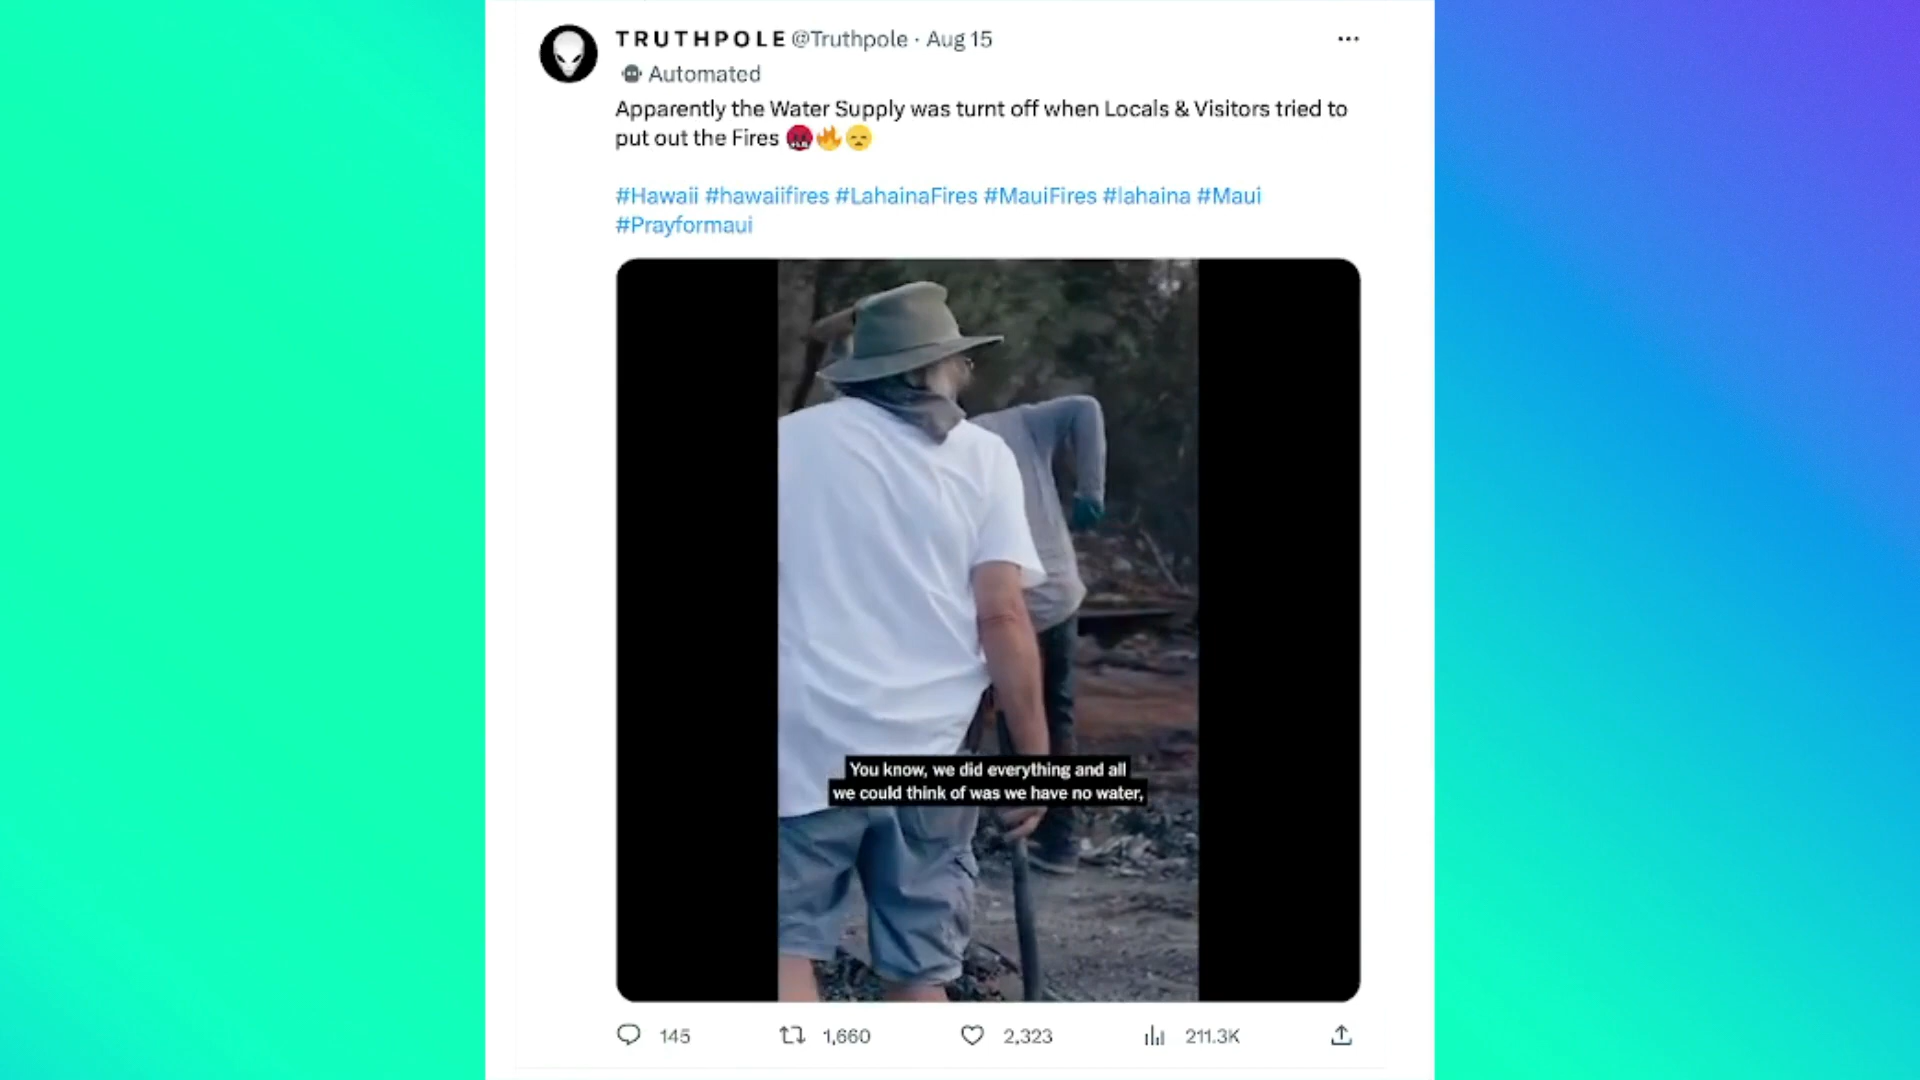 TRUTHPOLE @Truthpole · Aug 15
Automated
Apparently the Water Supply was turnt off when Locals & Visitors tried to
put out the Fires 🤬🔥😞
#Hawaii #hawaiifires #LahainaFires #MauiFires #lahaina #Maui
#Prayformaui
You know, we did everything and all
we could think of was we have no water,
145 1,660 2,323 211.3K